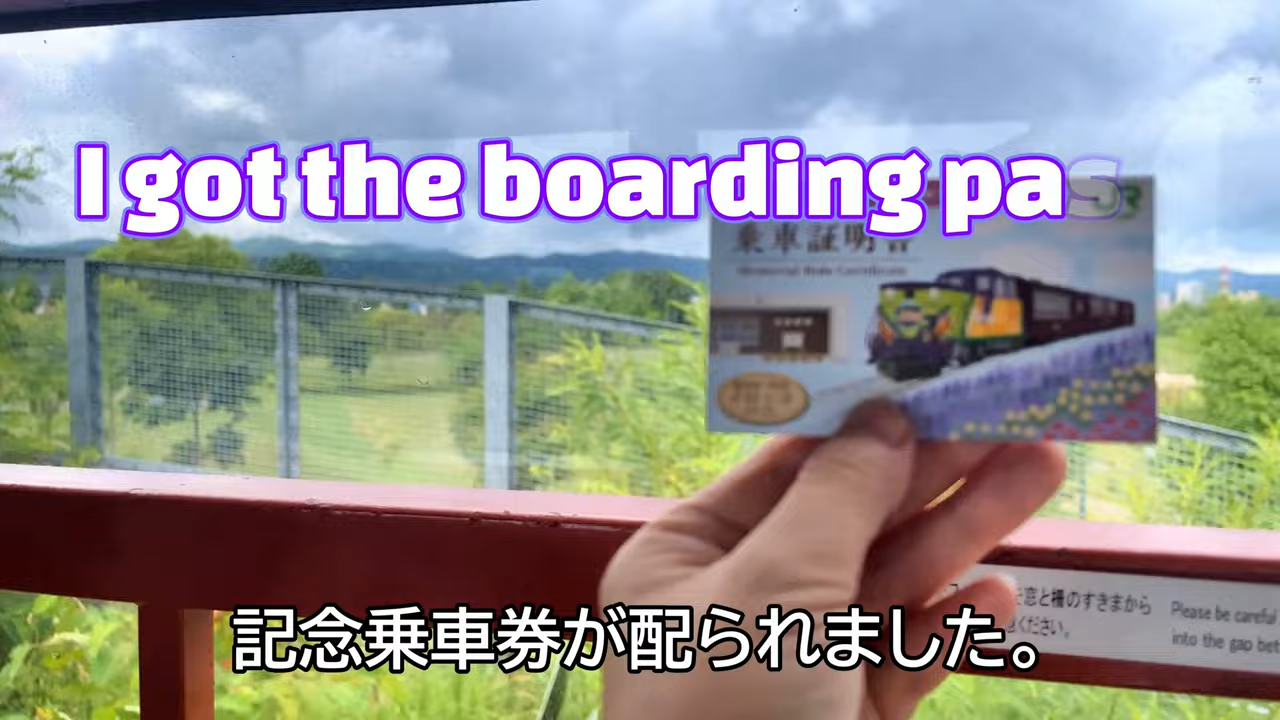 I got the boarding pas
JR
乗車証明書
Memorial Ride Certificate
記念乗車券が配られました。
窓と柵のすきまから
ください。
Please be careful
into the gap